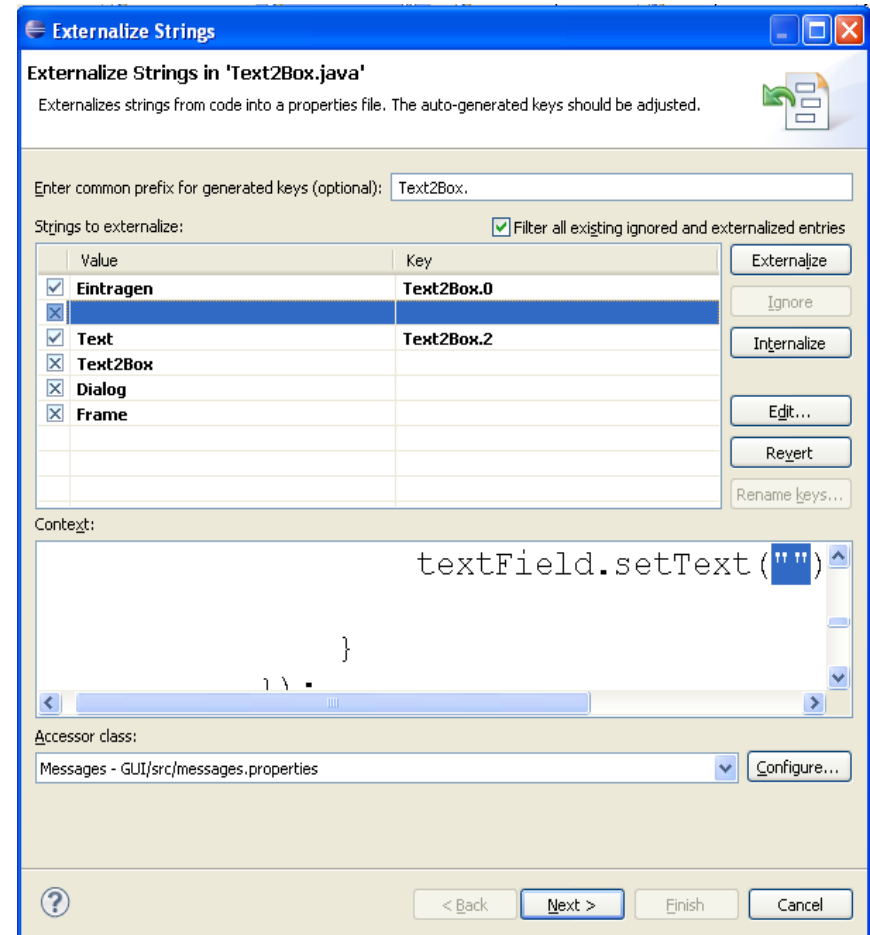 Externalize Strings
Externalize Strings in 'Text2Box.java'
Externalizes strings from code into a properties file. The auto-generated keys should be adjusted.
Enter common prefix for generated keys (optional): Text2Box.
Strings to externalize: Filter all existing ignored and externalized entries
Value Key Externalize
Eintragen Text2Box.0
Ignore
Text Text2Box.2 Internalize
Text2Box
Dialog
Frame Edit...
Revert
Rename keys...
Context:
textField.setText("")
}
});
Accessor class:
Messages - GUI/src/messages.properties Configure...
? < Back Next > Finish Cancel